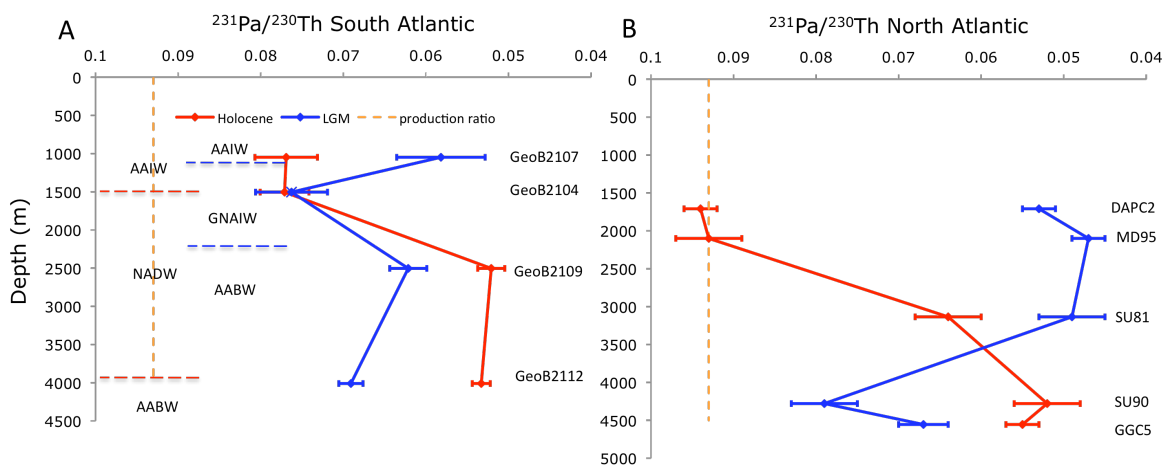 A
²³¹Pa/²³⁰Th South Atlantic
0.1 0.09 0.08 0.07 0.06 0.05 0.04
Depth (m)
0
500
1000
1500
2000
2500
3000
3500
4000
4500
Holocene LGM production ratio
AAIW
AAIW
GNAIW
NADW
AABW
AABW
GeoB2107
GeoB2104
GeoB2109
GeoB2112
B
²³¹Pa/²³⁰Th North Atlantic
0.1 0.09 0.08 0.07 0.06 0.05 0.04
0
500
1000
1500
2000
2500
3000
3500
4000
4500
5000
DAPC2
MD95
SU81
SU90
GGC5